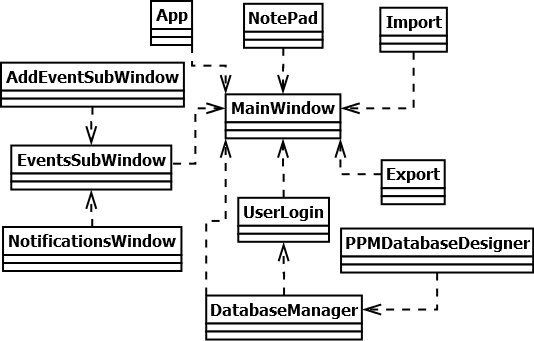 App
NotePad
Import
AddEventSubWindow
MainWindow
EventsSubWindow
Export
UserLogin
NotificationsWindow
PPMDatabaseDesigner
DatabaseManager